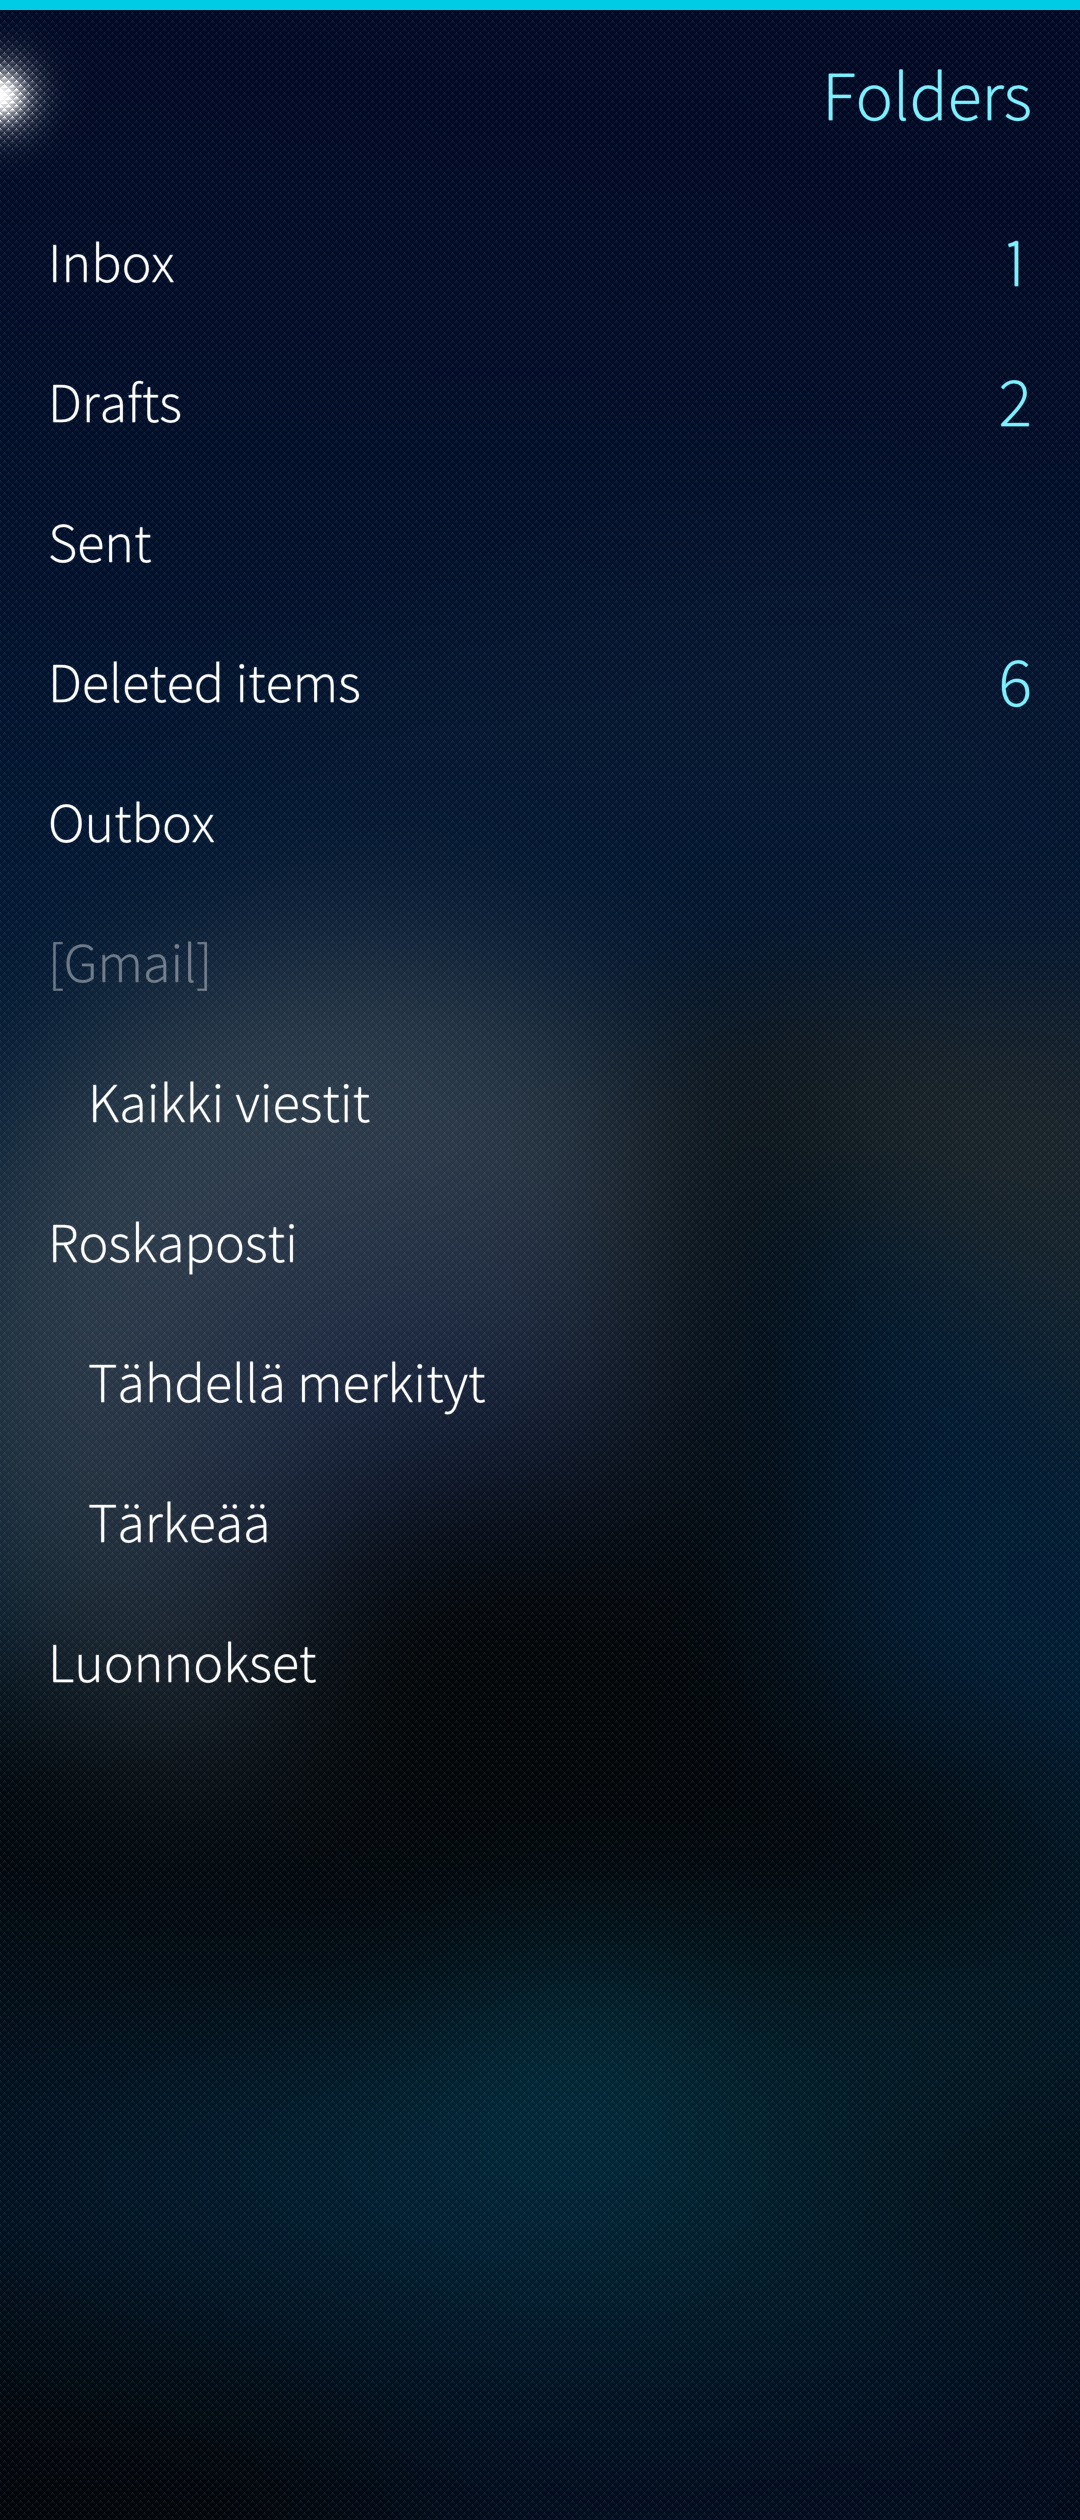 Folders
Inbox 1
Drafts 2
Sent
Deleted items 6
Outbox
[Gmail]
Kaikki viestit
Roskaposti
Tähdellä merkityt
Tärkeää
Luonnokset